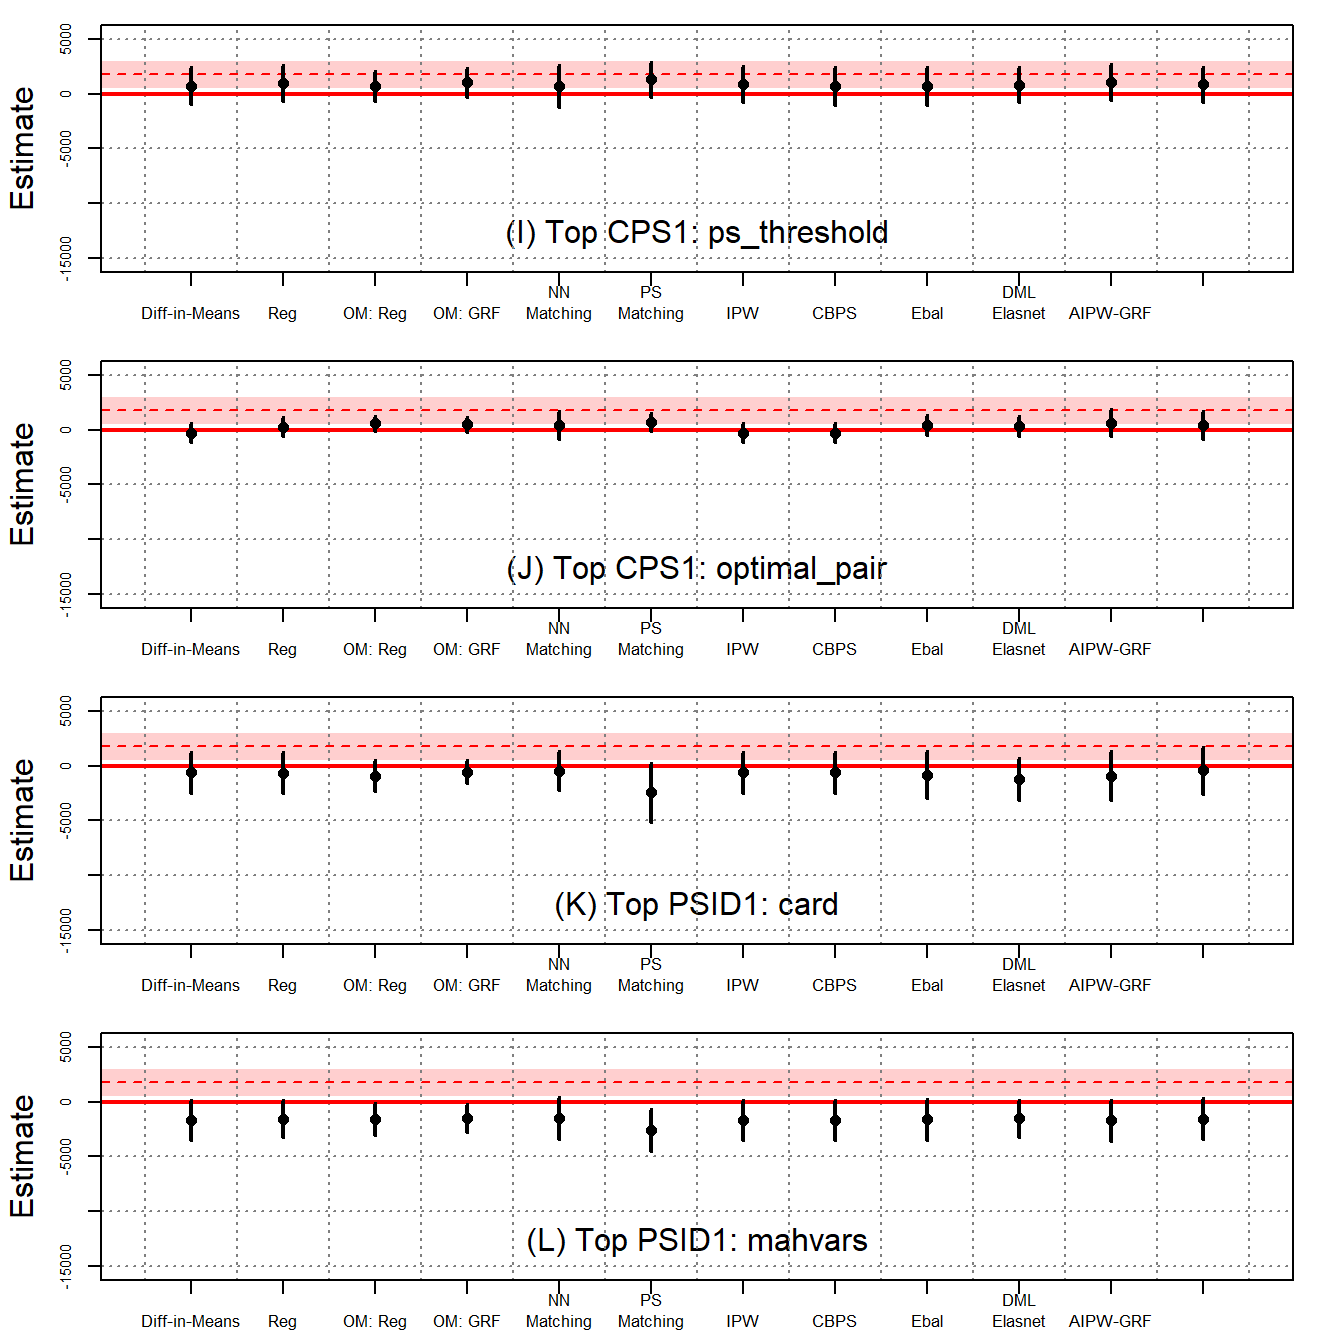 Estimate
5000
0
-5000
-15000
(I) Top CPS1: ps_threshold
NN PS DML
Diff-in-Means Reg OM: Reg OM: GRF Matching Matching IPW CBPS Ebal Elasnet AIPW-GRF
Estimate
5000
0
-5000
-15000
(J) Top CPS1: optimal_pair
NN PS DML
Diff-in-Means Reg OM: Reg OM: GRF Matching Matching IPW CBPS Ebal Elasnet AIPW-GRF
Estimate
5000
0
-5000
-15000
(K) Top PSID1: card
NN PS DML
Diff-in-Means Reg OM: Reg OM: GRF Matching Matching IPW CBPS Ebal Elasnet AIPW-GRF
Estimate
5000
0
-5000
-15000
(L) Top PSID1: mahvars
NN PS DML
Diff-in-Means Reg OM: Reg OM: GRF Matching Matching IPW CBPS Ebal Elasnet AIPW-GRF